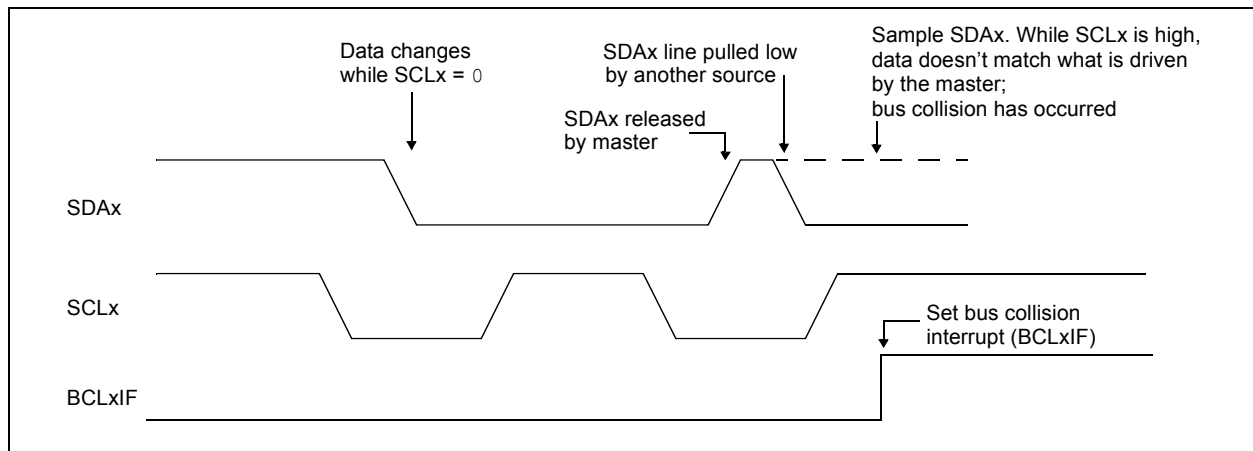 Data changes
while SCLx = 0
SDAx line pulled low
by another source
Sample SDAx. While SCLx is high,
data doesn't match what is driven
by the master;
bus collision has occurred
SDAx released
by master
SDAx
SCLx
Set bus collision
interrupt (BCLxIF)
BCLxIF